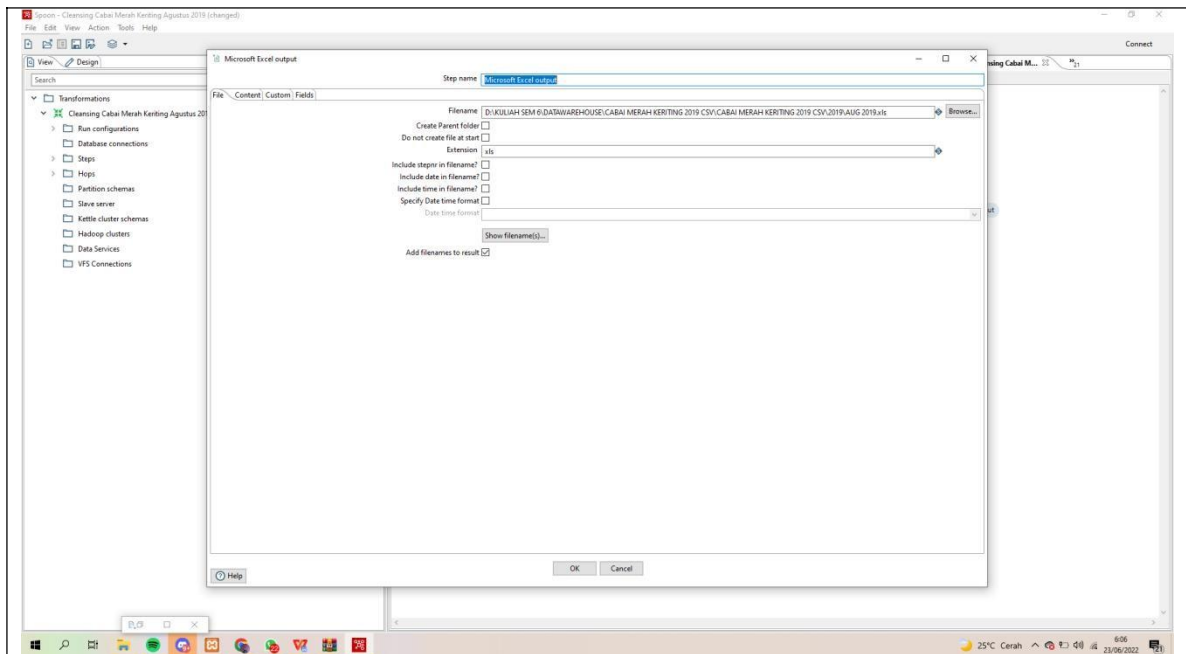 Spoon - Cleansing Cabai Merah Keriting Agustus 2019 (changed)
File Edit View Action Tools Help
Connect
View Design
Search
Transformations
Cleansing Cabai Merah Keriting Agustus 201
Run configurations
Database connections
Steps
Hops
Partition schemas
Slave server
Kettle cluster schemas
Hadoop clusters
Data Services
VFS Connections
Microsoft Excel output
nsing Cabai M...
21
Step name Microsoft Excel output
File Content Custom Fields
Filename D:\KULIAH SEM 6\DATAWAREHOUSE\CABAI MERAH KERITING 2019 CSV\CABAI MERAH KERITING 2019 CSV\2019\AUG 2019.xls Browse...
Create Parent folder
Do not create file at start
Extension xls
Include stepnr in filename?
Include date in filename?
Include time in filename?
Specify Date time format
Date time format
Show filename(s)...
Add filenames to result
ut
OK Cancel
Help
25°C Cerah
6:06
23/06/2022